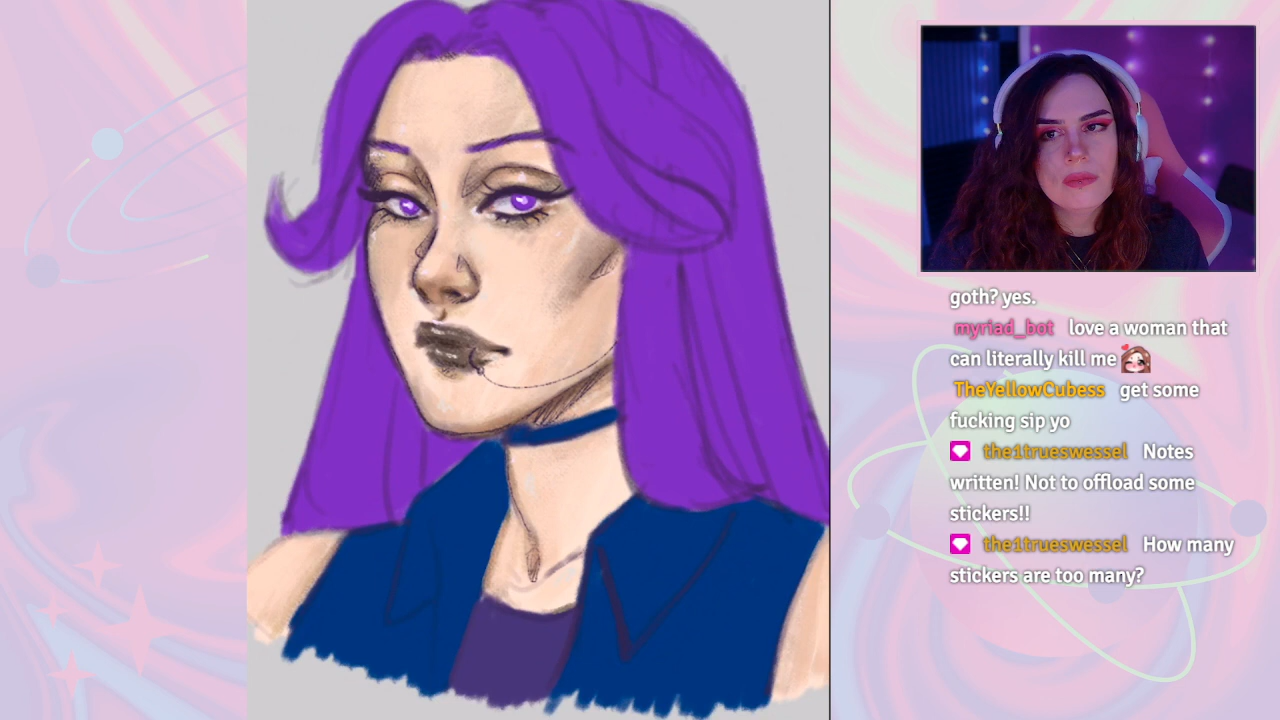 goth? yes.
myriad_bot love a woman that
can literally kill me
TheYellowCubess get some
fucking sip yo
the1trueswessel Notes
written! Not to offload some
stickers!!
the1trueswessel How many
stickers are too many?